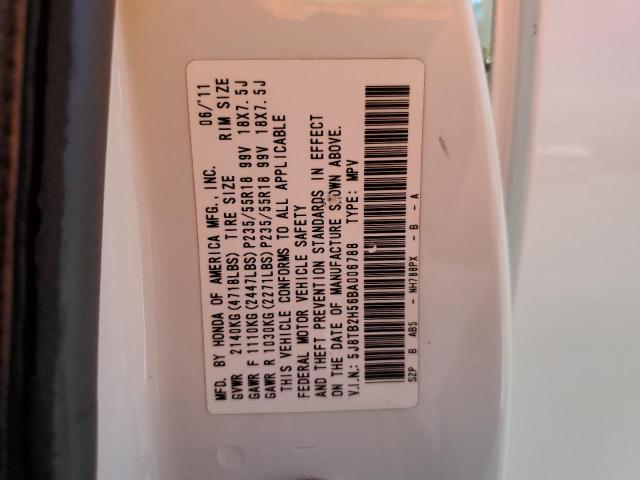 MFD. BY HONDA OF AMERICA MFG., INC. 06/11
GVWR 2140KG(4718LBS) TIRE SIZE RIM SIZE
GAWR F 1110KG(2447LBS)P235/55R18 99V 18X7.5J
GAWR R 1030KG(2271LBS)P235/55R18 99V 18X7.5J
THIS VEHICLE CONFORMS TO ALL APPLICABLE
FEDERAL MOTOR VEHICLE SAFETY
AND THEFT PREVENTION STANDARDS IN EFFECT
ON THE DATE OF MANUFACTURE SHOWN ABOVE.
V.I.N.: 5J8TB2H56BA006788 TYPE: MPV
SZP B AB5 - NH788PX - B - A